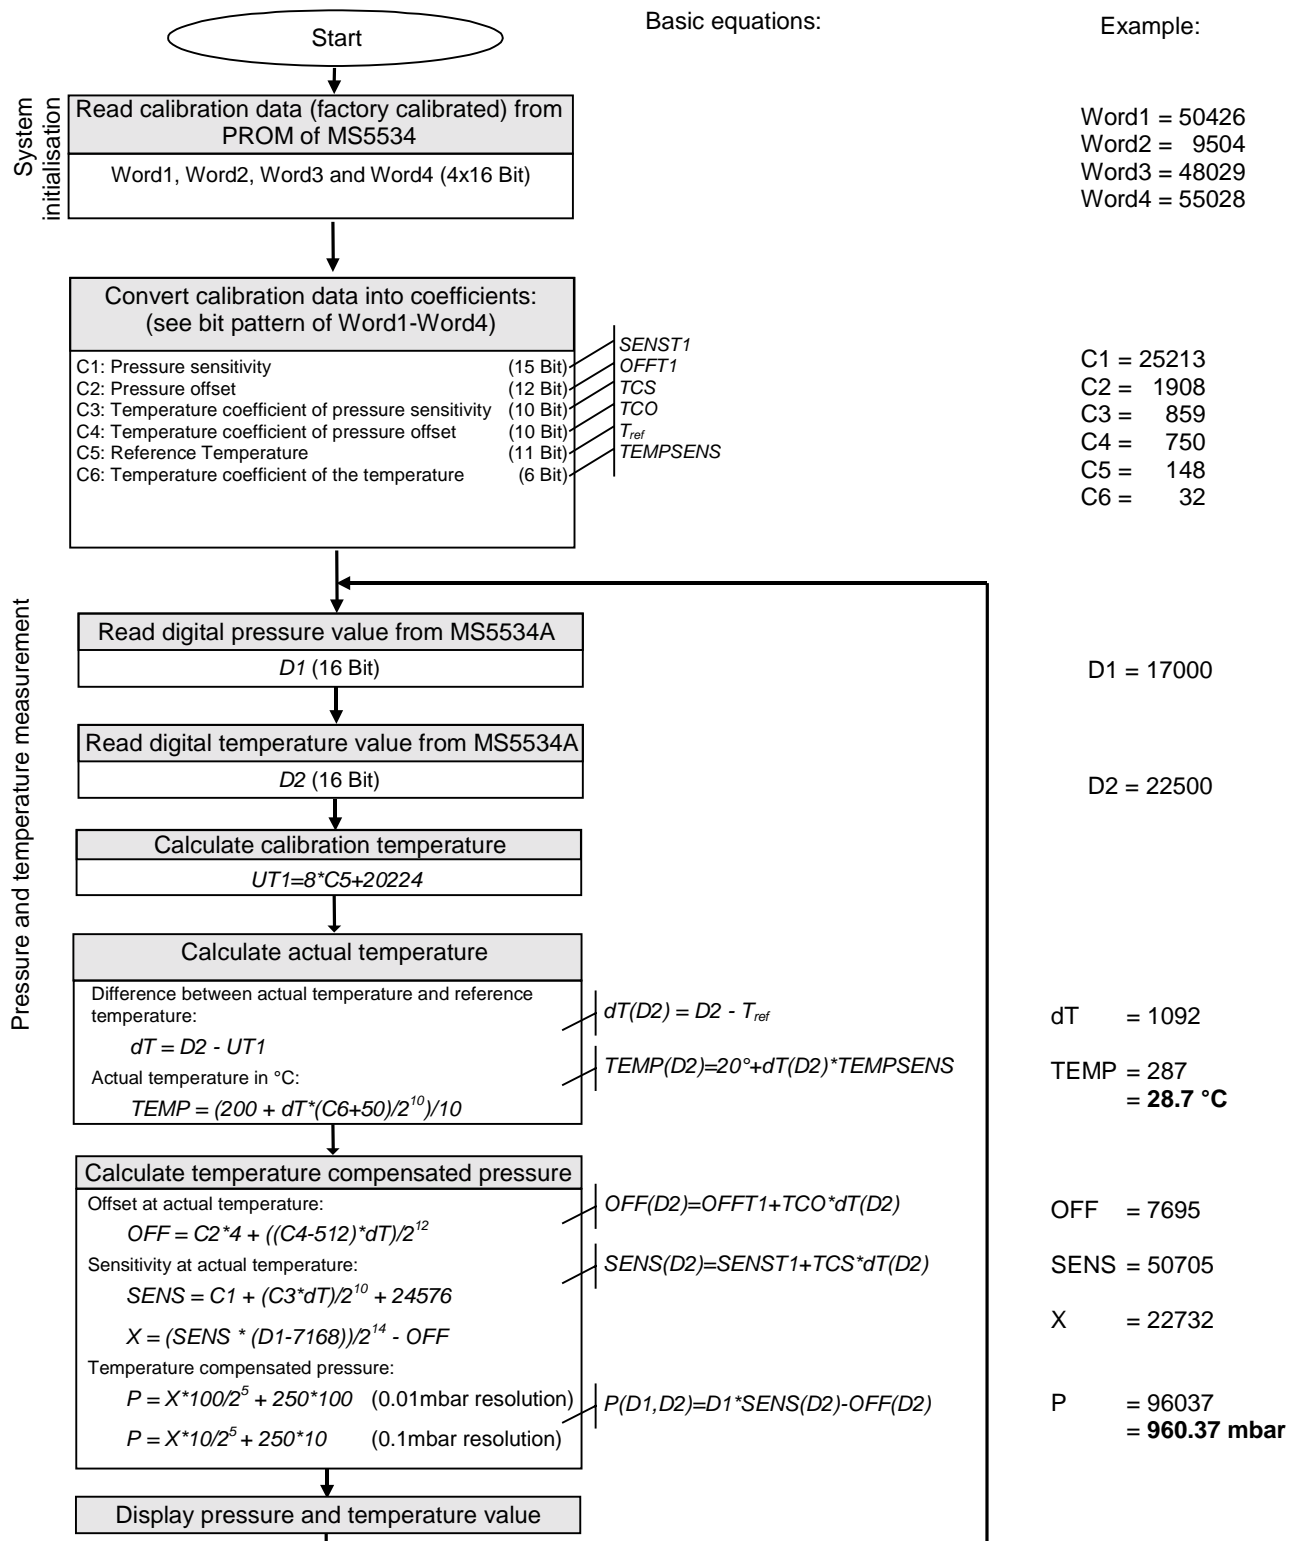 Basic equations:
Example:
Start
System
initialisation
Read calibration data (factory calibrated) from
PROM of MS5534
Word1, Word2, Word3 and Word4 (4x16 Bit)
Word1 = 50426
Word2 = 9504
Word3 = 48029
Word4 = 55028
Convert calibration data into coefficients:
(see bit pattern of Word1-Word4)
C1: Pressure sensitivity (15 Bit)
C2: Pressure offset (12 Bit)
C3: Temperature coefficient of pressure sensitivity (10 Bit)
C4: Temperature coefficient of pressure offset (10 Bit)
C5: Reference Temperature (11 Bit)
C6: Temperature coefficient of the temperature (6 Bit)
SENST1
OFFT1
TCS
TCO
Tref
TEMPSENS
C1 = 25213
C2 = 1908
C3 = 859
C4 = 750
C5 = 148
C6 = 32
Pressure and temperature measurement
Read digital pressure value from MS5534A
D1 (16 Bit)
D1 = 17000
Read digital temperature value from MS5534A
D2 (16 Bit)
D2 = 22500
Calculate calibration temperature
UT1=8*C5+20224
Calculate actual temperature
Difference between actual temperature and reference
temperature:
dT = D2 - UT1
Actual temperature in °C:
TEMP = (200 + dT*(C6+50)/2^10)/10
dT(D2) = D2 - Tref
TEMP(D2)=20°+dT(D2)*TEMPSENS
dT = 1092
TEMP = 287
= 28.7 °C
Calculate temperature compensated pressure
Offset at actual temperature:
OFF = C2*4 + ((C4-512)*dT)/2^12
Sensitivity at actual temperature:
SENS = C1 + (C3*dT)/2^10 + 24576
X = (SENS * (D1-7168))/2^14 - OFF
Temperature compensated pressure:
P = X*100/2^5 + 250*100 (0.01mbar resolution)
P = X*10/2^5 + 250*10 (0.1mbar resolution)
OFF(D2)=OFFT1+TCO*dT(D2)
SENS(D2)=SENST1+TCS*dT(D2)
P(D1,D2)=D1*SENS(D2)-OFF(D2)
OFF = 7695
SENS = 50705
X = 22732
P = 96037
= 960.37 mbar
Display pressure and temperature value